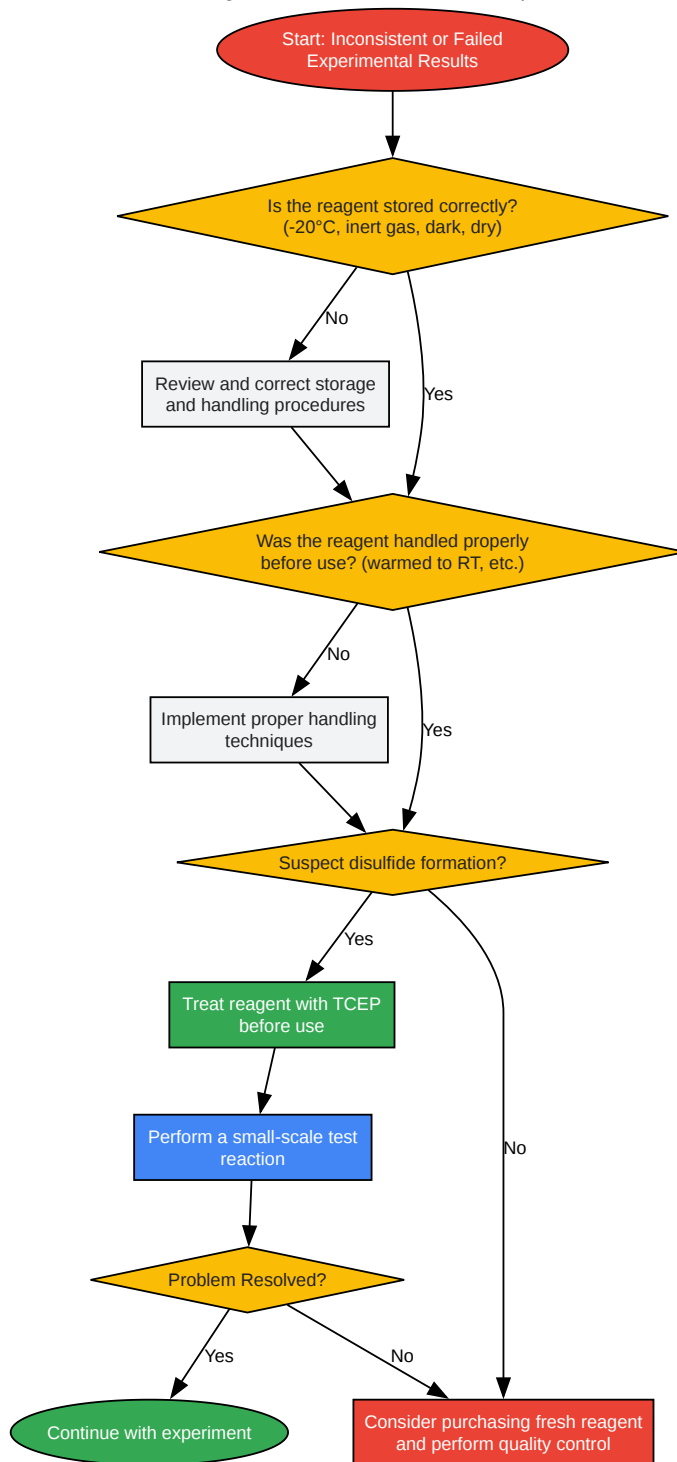 Start: Inconsistent or Failed
Experimental Results
Is the reagent stored correctly?
(-20°C, inert gas, dark, dry)
No
Yes
Review and correct storage
and handling procedures
Was the reagent handled properly
before use? (warmed to RT, etc.)
No
Yes
Implement proper handling
techniques
Suspect disulfide formation?
Yes
No
Treat reagent with TCEP
before use
Perform a small-scale test
reaction
Problem Resolved?
Yes
No
Continue with experiment
Consider purchasing fresh reagent
and perform quality control